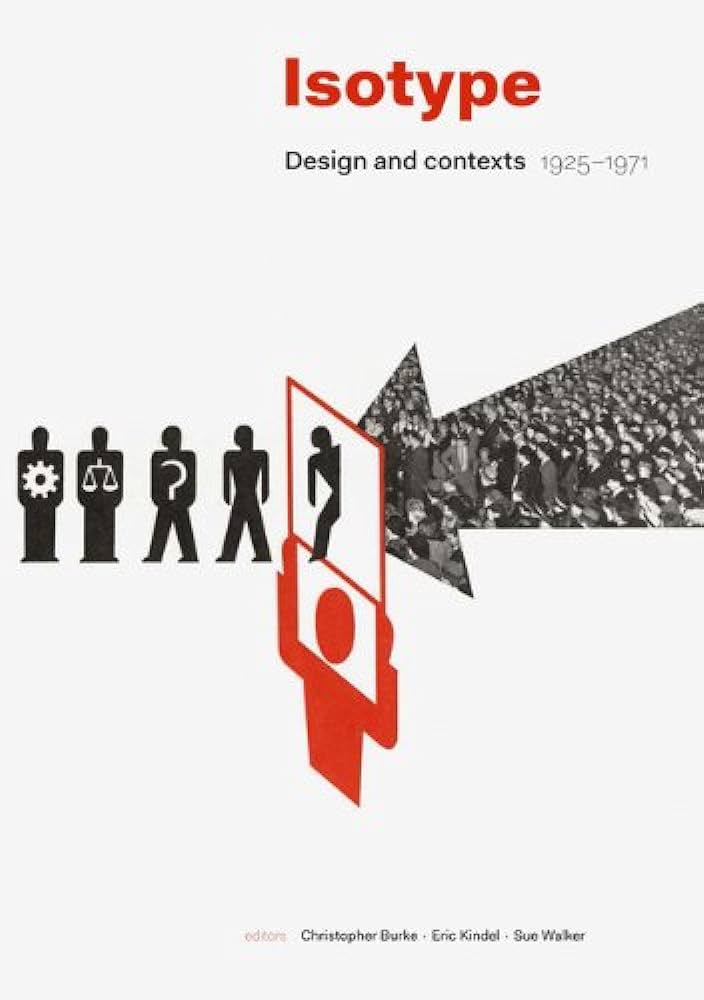 Isotype
Design and contexts 1925–1971
?
editors Christopher Burke · Eric Kindel · Sue Walker